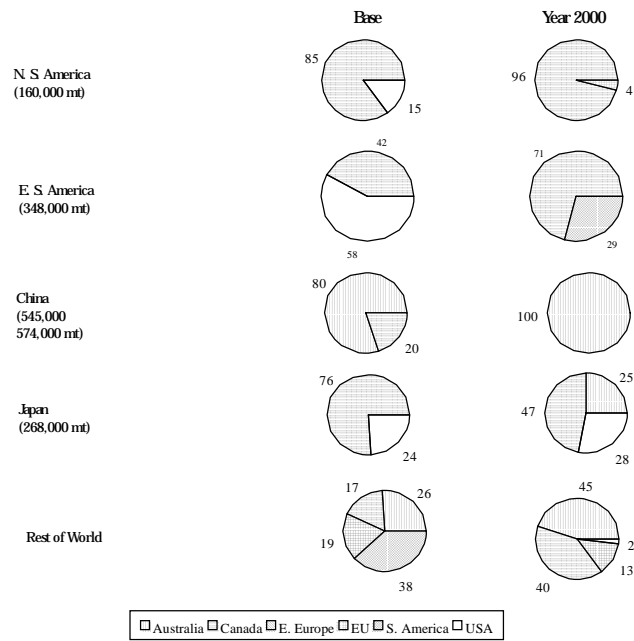 Base Year 2000
N. S. America
(160,000 mt)
85
15
96
4
E. S. America
(348,000 mt)
42
58
71
29
China
(545,000
574,000 mt)
80
20
100
Japan
(268,000 mt)
76
24
47
25
28
Rest of World
17
26
19
38
45
2
13
40
Australia Canada E. Europe EU S. America USA